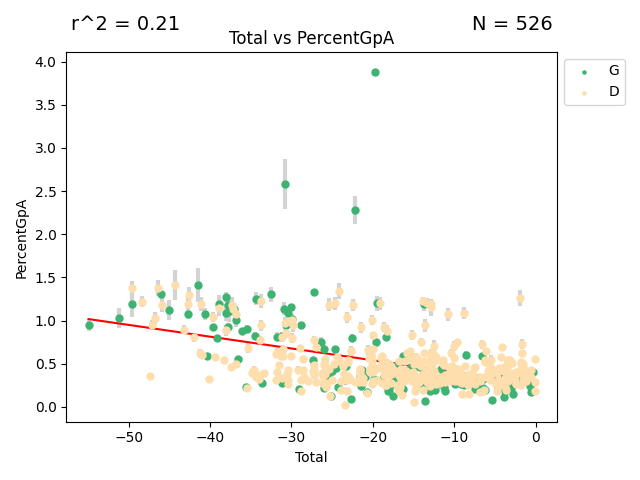 r^2 = 0.21
N = 526
Total vs PercentGpA
G
D
PercentGpA
4.0
3.5
3.0
2.5
2.0
1.5
1.0
0.5
0.0
−50
−40
−30
−20
−10
0
Total